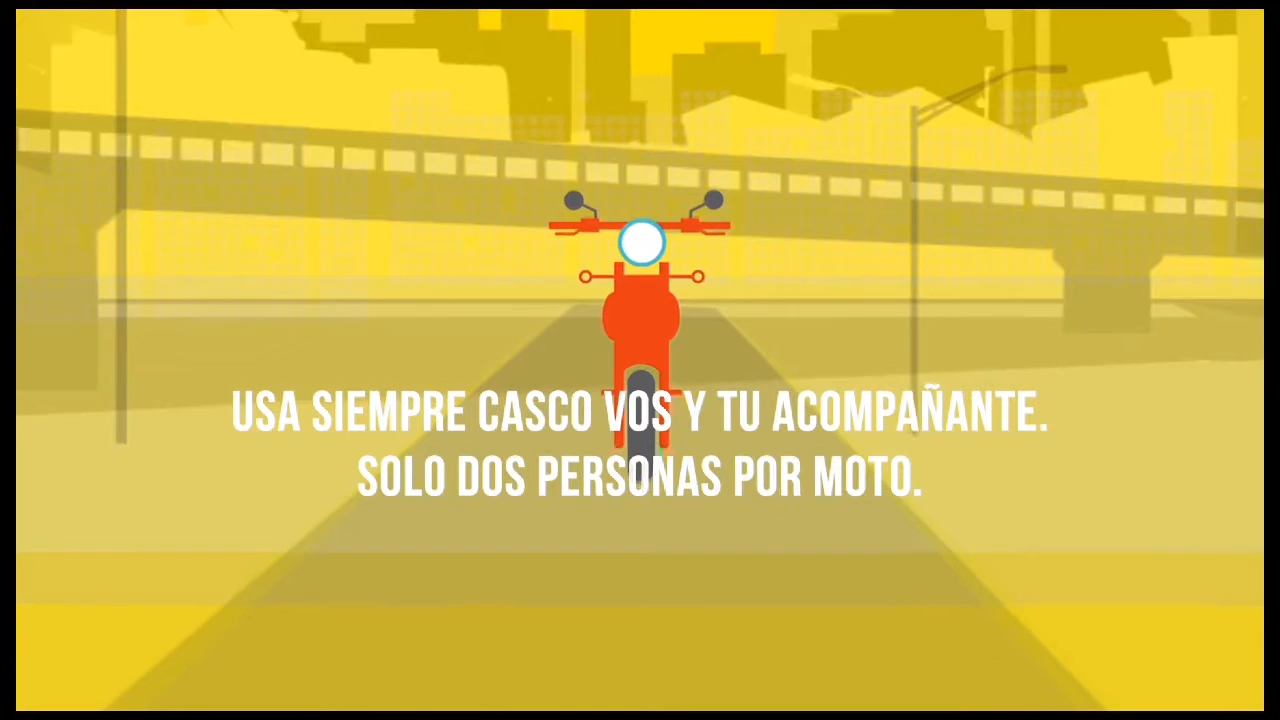 USA SIEMPRE CASCO VOS Y TU ACOMPAÑANTE.
SOLO DOS PERSONAS POR MOTO.